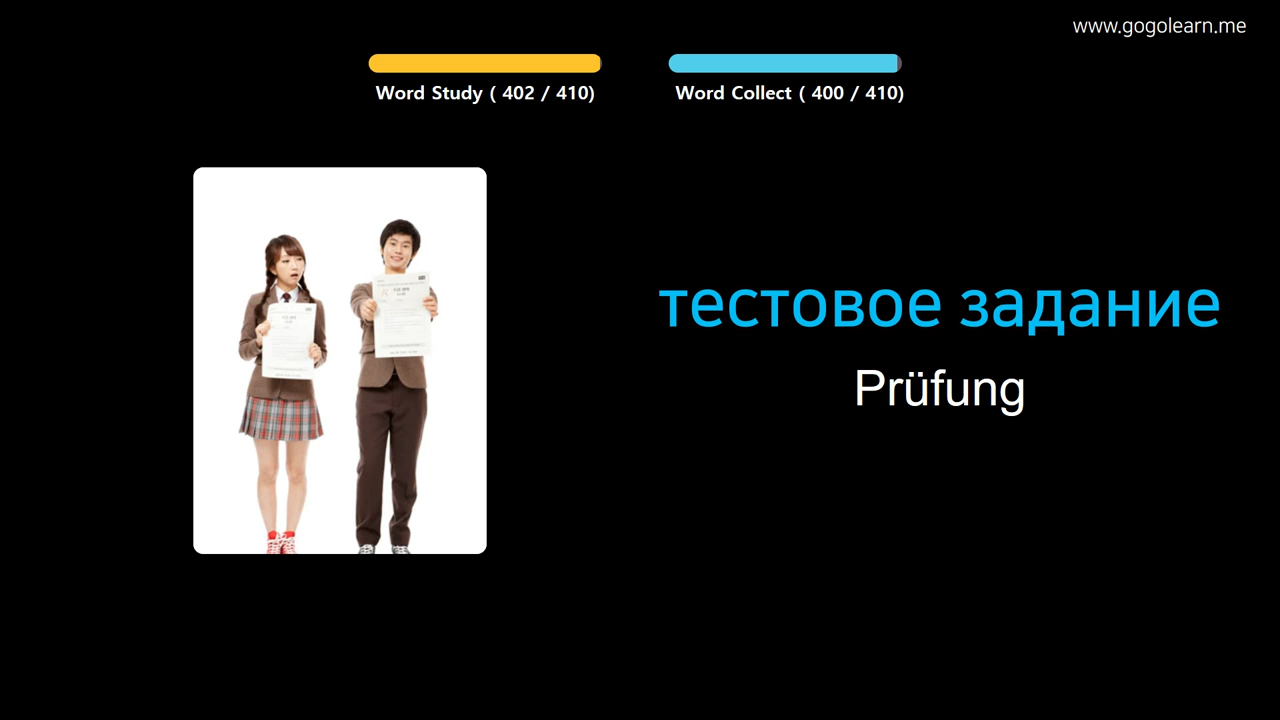 www.gogolearn.me
Word Study ( 402 / 410)
Word Collect ( 400 / 410)
тестовое задание
Prüfung